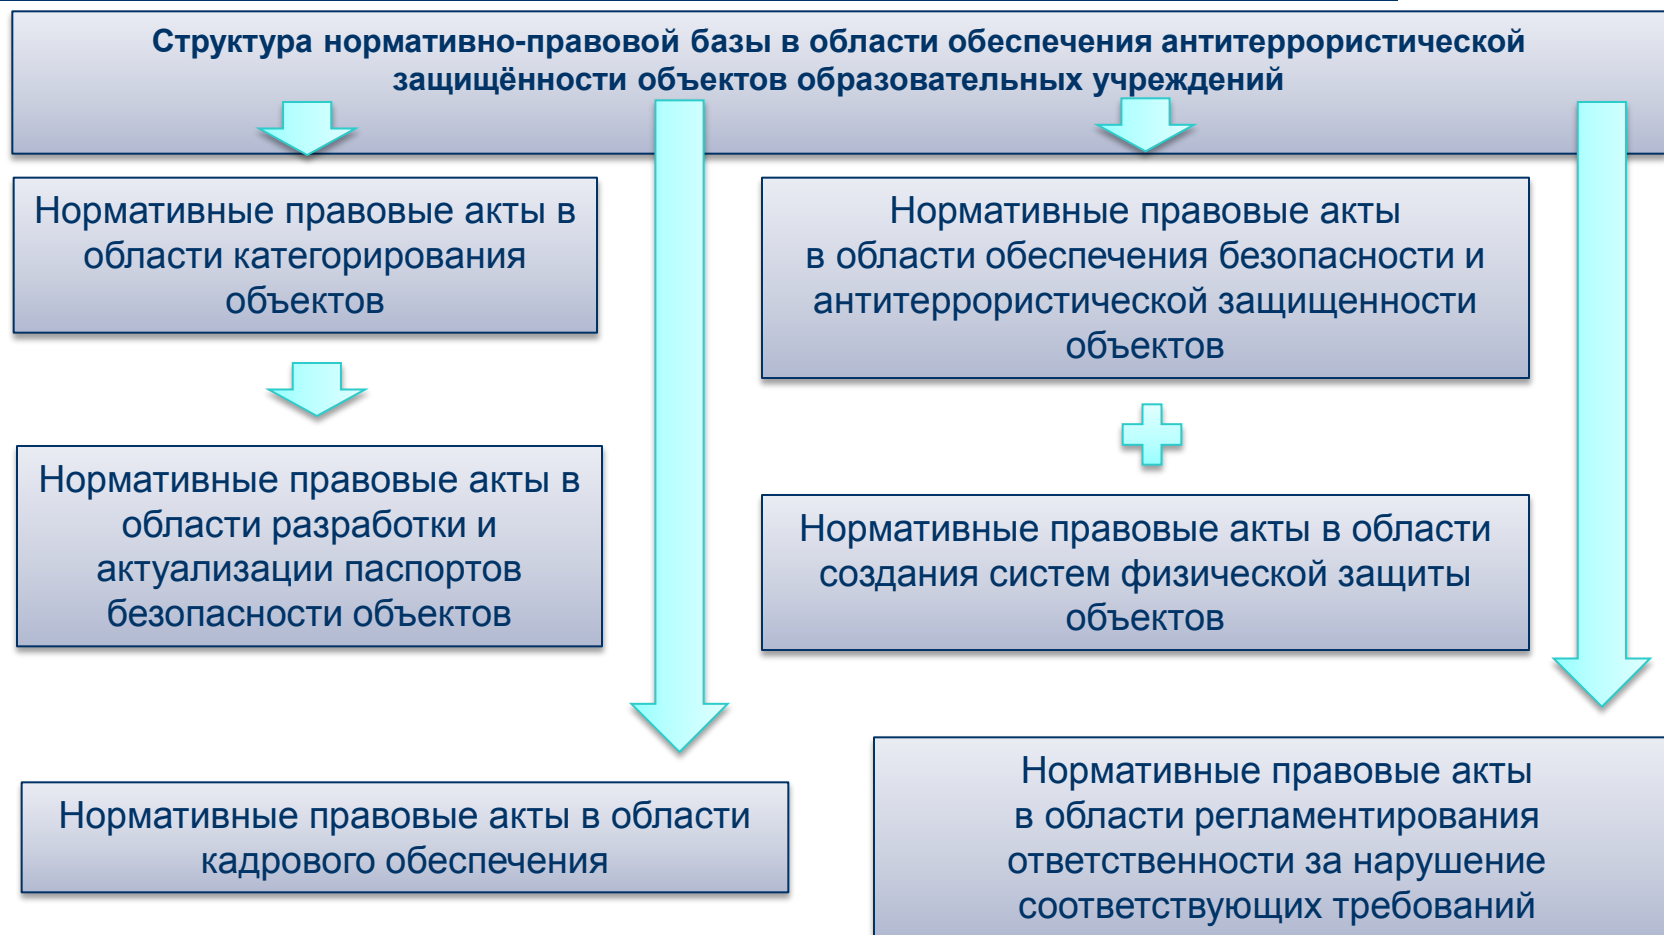 Структура нормативно-правовой базы в области обеспечения антитеррористической
защищённости объектов образовательных учреждений
Нормативные правовые акты в
области категорирования
объектов
Нормативные правовые акты
в области обеспечения безопасности и
антитеррористической защищенности
объектов
Нормативные правовые акты в
области разработки и
актуализации паспортов
безопасности объектов
Нормативные правовые акты в области
создания систем физической защиты
объектов
Нормативные правовые акты в области
кадрового обеспечения
Нормативные правовые акты
в области регламентирования
ответственности за нарушение
соответствующих требований